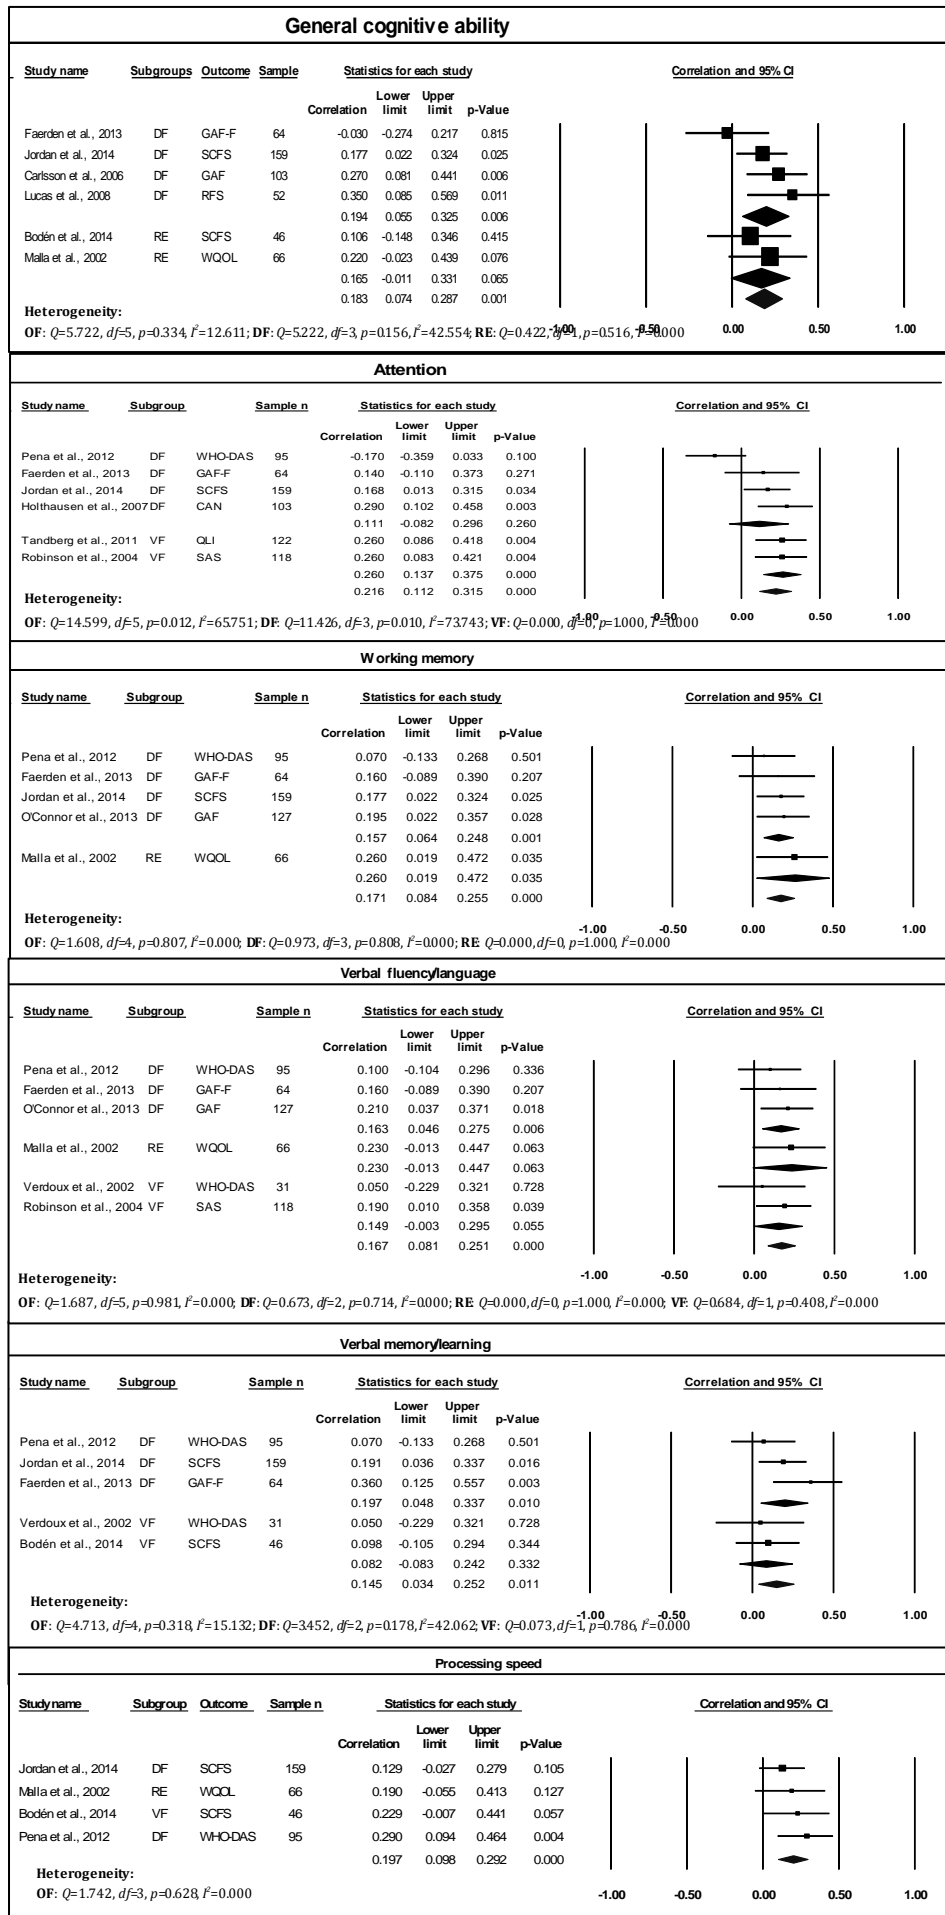 General cognitive ability
Study name Subgroups Outcome Sample Statistics for each study Correlation and 95% CI
Lower Upper
Correlation limit limit p-Value
Faerden et al., 2013 DF GAF-F 64 -0.030 -0.274 0.217 0.815
Jordan et al., 2014 DF SCFS 159 0.177 0.022 0.324 0.025
Carlsson et al., 2006 DF GAF 103 0.270 0.081 0.441 0.006
Lucas et al., 2008 DF RFS 52 0.350 0.085 0.569 0.011
0.194 0.055 0.325 0.006
Bodén et al., 2014 RE SCFS 46 0.106 -0.148 0.346 0.415
Malla et al., 2002 RE WQOL 66 0.220 -0.023 0.439 0.076
0.165 -0.011 0.331 0.065
0.183 0.074 0.287 0.001
Heterogeneity:
OF: Q=5.722, df=5, p=0.334, I²=12.611; DF: Q=5.222, df=3, p=0.156, I²=42.554; RE: Q=0.422, df=1, p=0.516, I²=0.000
-1.00 -0.50 0.00 0.50 1.00
Attention
Study name Subgroup Sample n Statistics for each study Correlation and 95% CI
Lower Upper
Correlation limit limit p-Value
Pena et al., 2012 DF WHO-DAS 95 -0.170 -0.359 0.033 0.100
Faerden et al., 2013 DF GAF-F 64 0.140 -0.110 0.373 0.271
Jordan et al., 2014 DF SCFS 159 0.168 0.013 0.315 0.034
Holthausen et al., 2007 DF CAN 103 0.290 0.102 0.458 0.003
0.111 -0.082 0.296 0.260
Tandberg et al., 2011 VF QLI 122 0.260 0.086 0.418 0.004
Robinson et al., 2004 VF SAS 118 0.260 0.083 0.421 0.004
0.260 0.137 0.375 0.000
0.216 0.112 0.315 0.000
Heterogeneity:
-1.00 -0.50 0.00 0.50 1.00
OF: Q=14.599, df=5, p=0.012, I²=65.751; DF: Q=11.426, df=3, p=0.010, I²=73.743; VF: Q=0.000, df=0, p=1.000, I²=0.000
Working memory
Study name Subgroup Sample n Statistics for each study Correlation and 95% CI
Lower Upper
Correlation limit limit p-Value
Pena et al., 2012 DF WHO-DAS 95 0.070 -0.133 0.268 0.501
Faerden et al., 2013 DF GAF-F 64 0.160 -0.089 0.390 0.207
Jordan et al., 2014 DF SCFS 159 0.177 0.022 0.324 0.025
O'Connor et al., 2013 DF GAF 127 0.195 0.022 0.357 0.028
0.157 0.064 0.248 0.001
Malla et al., 2002 RE WQOL 66 0.260 0.019 0.472 0.035
0.260 0.019 0.472 0.035
0.171 0.084 0.255 0.000
Heterogeneity:
-1.00 -0.50 0.00 0.50 1.00
OF: Q=1.608, df=4, p=0.807, I²=0.000; DF: Q=0.973, df=3, p=0.808, I²=0.000; RE: Q=0.000, df=0, p=1.000, I²=0.000
Verbal fluency/language
Study name Subgroup Sample n Statistics for each study Correlation and 95% CI
Lower Upper
Correlation limit limit p-Value
Pena et al., 2012 DF WHO-DAS 95 0.100 -0.104 0.296 0.336
Faerden et al., 2013 DF GAF-F 64 0.160 -0.089 0.390 0.207
O'Connor et al., 2013 DF GAF 127 0.210 0.037 0.371 0.018
0.163 0.046 0.275 0.006
Malla et al., 2002 RE WQOL 66 0.230 -0.013 0.447 0.063
0.230 -0.013 0.447 0.063
Verdoux et al., 2002 VF WHO-DAS 31 0.050 -0.229 0.321 0.728
Robinson et al., 2004 VF SAS 118 0.190 0.010 0.358 0.039
0.149 -0.003 0.295 0.055
0.167 0.081 0.251 0.000
Heterogeneity:
-1.00 -0.50 0.00 0.50 1.00
OF: Q=1.687, df=5, p=0.981, I²=0.000; DF: Q=0.673, df=2, p=0.714, I²=0.000; RE: Q=0.000, df=0, p=1.000, I²=0.000; VF: Q=0.684, df=1, p=0.408, I²=0.000
Verbal memory/learning
Study name Subgroup Sample n Statistics for each study Correlation and 95% CI
Lower Upper
Correlation limit limit p-Value
Pena et al., 2012 DF WHO-DAS 95 0.070 -0.133 0.268 0.501
Jordan et al., 2014 DF SCFS 159 0.191 0.036 0.337 0.016
Faerden et al., 2013 DF GAF-F 64 0.360 0.125 0.557 0.003
0.197 0.048 0.337 0.010
Verdoux et al., 2002 VF WHO-DAS 31 0.050 -0.229 0.321 0.728
Bodén et al., 2014 VF SCFS 46 0.098 -0.105 0.294 0.344
0.082 -0.083 0.242 0.332
0.145 0.034 0.252 0.011
Heterogeneity:
-1.00 -0.50 0.00 0.50 1.00
OF: Q=4.713, df=4, p=0.318, I²=15.132; DF: Q=3.452, df=2, p=0.178, I²=42.062; VF: Q=0.073, df=1, p=0.786, I²=0.000
Processing speed
Study name Subgroup Outcome Sample n Statistics for each study Correlation and 95% CI
Lower Upper
Correlation limit limit p-Value
Jordan et al., 2014 DF SCFS 159 0.129 -0.027 0.279 0.105
Malla et al., 2002 RE WQOL 66 0.190 -0.055 0.413 0.127
Bodén et al., 2014 VF SCFS 46 0.229 -0.007 0.441 0.057
Pena et al., 2012 DF WHO-DAS 95 0.290 0.094 0.464 0.004
0.197 0.098 0.292 0.000
Heterogeneity:
OF: Q=1.742, df=3, p=0.628, I²=0.000
-1.00 -0.50 0.00 0.50 1.00